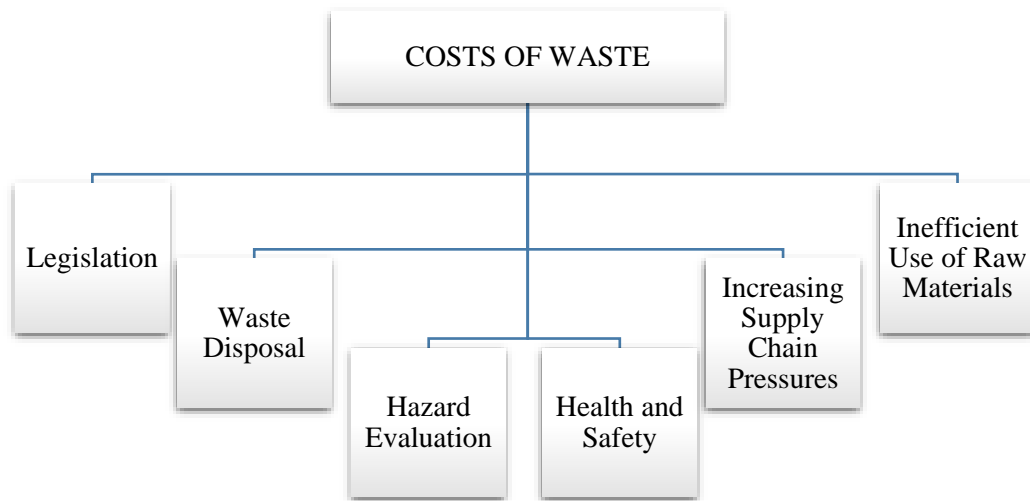 COSTS OF WASTE
Legislation
Waste
Disposal
Hazard
Evaluation
Health and
Safety
Increasing
Supply
Chain
Pressures
Inefficient
Use of Raw
Materials